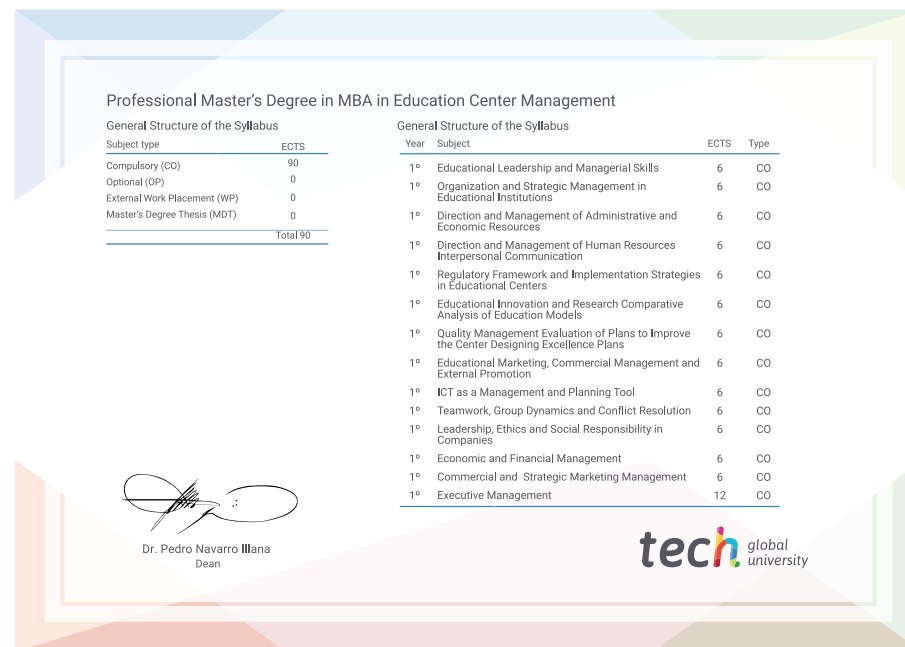 Professional Master's Degree in MBA in Education Center Management
General Structure of the Syllabus
Subject type ECTS
Compulsory (CO) 90
Optional (OP) 0
External Work Placement (WP) 0
Master's Degree Thesis (MDT) 0
Total 90
General Structure of the Syllabus
Year Subject ECTS Type
1º Educational Leadership and Managerial Skills 6 CO
1º Organization and Strategic Management in 6 CO
Educational Institutions
1º Direction and Management of Administrative and 6 CO
Economic Resources
1º Direction and Management of Human Resources 6 CO
Interpersonal Communication
1º Regulatory Framework and Implementation Strategies 6 CO
in Educational Centers
1º Educational Innovation and Research Comparative 6 CO
Analysis of Education Models
1º Quality Management Evaluation of Plans to Improve 6 CO
the Center Designing Excellence Plans
1º Educational Marketing, Commercial Management and 6 CO
External Promotion
1º ICT as a Management and Planning Tool 6 CO
1º Teamwork, Group Dynamics and Conflict Resolution 6 CO
1º Leadership, Ethics and Social Responsibility in 6 CO
Companies
1º Economic and Financial Management 6 CO
1º Commercial and Strategic Marketing Management 6 CO
1º Executive Management 12 CO
Dr. Pedro Navarro Illana
Dean
tech global
university